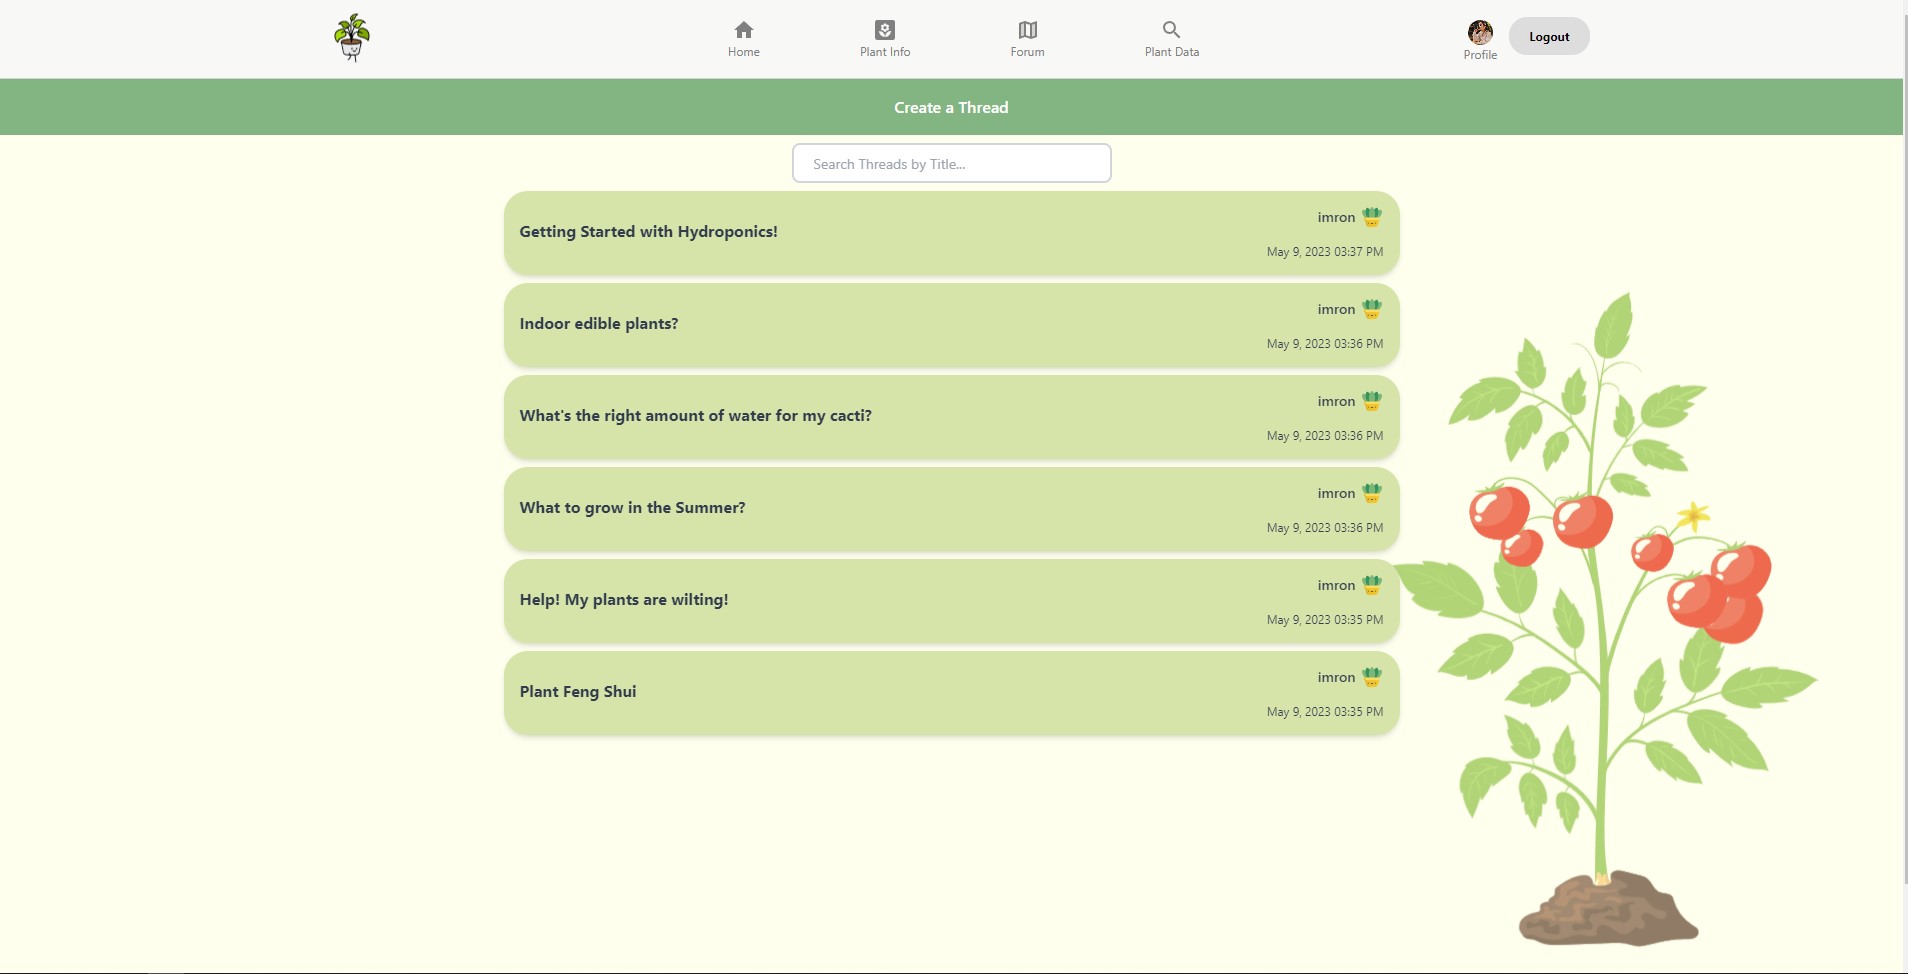 Home
Plant Info
Forum
Plant Data
Profile
Logout
Create a Thread
Search Threads by Title...
Getting Started with Hydroponics!
imron
May 9, 2023 03:37 PM
Indoor edible plants?
imron
May 9, 2023 03:36 PM
What's the right amount of water for my cacti?
imron
May 9, 2023 03:36 PM
What to grow in the Summer?
imron
May 9, 2023 03:36 PM
Help! My plants are wilting!
imron
May 9, 2023 03:35 PM
Plant Feng Shui
imron
May 9, 2023 03:35 PM